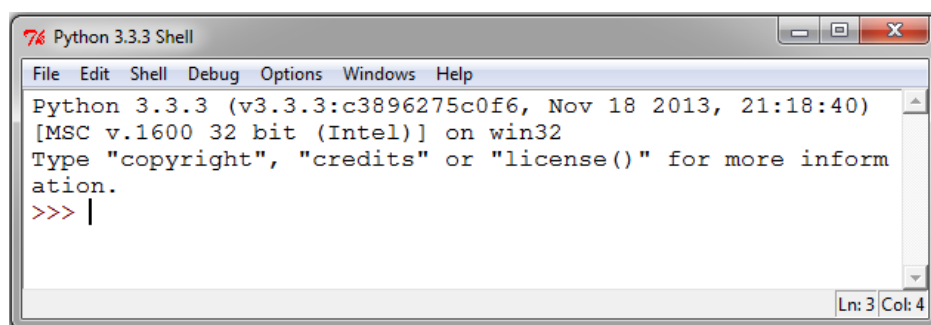 Python 3.3.3 Shell
File Edit Shell Debug Options Windows Help
Python 3.3.3 (v3.3.3:c3896275c0f6, Nov 18 2013, 21:18:40)
[MSC v.1600 32 bit (Intel)] on win32
Type "copyright", "credits" or "license()" for more inform
ation.
>>>
Ln: 3 Col: 4